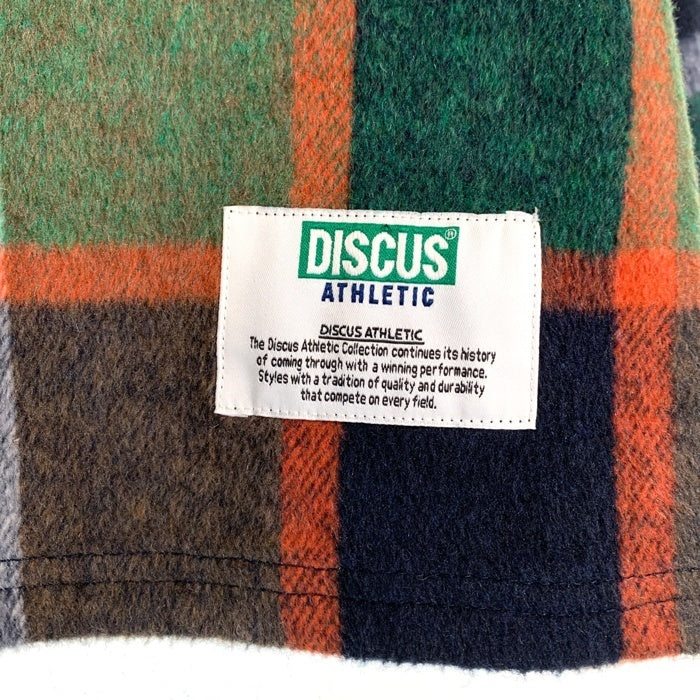 DISCUS®
ATHLETIC
DISCUS ATHLETIC
The Discus Athletic Collection continues its history
of coming through with a winning performance.
Styles with a tradition of quality and durability
that compete on every field.